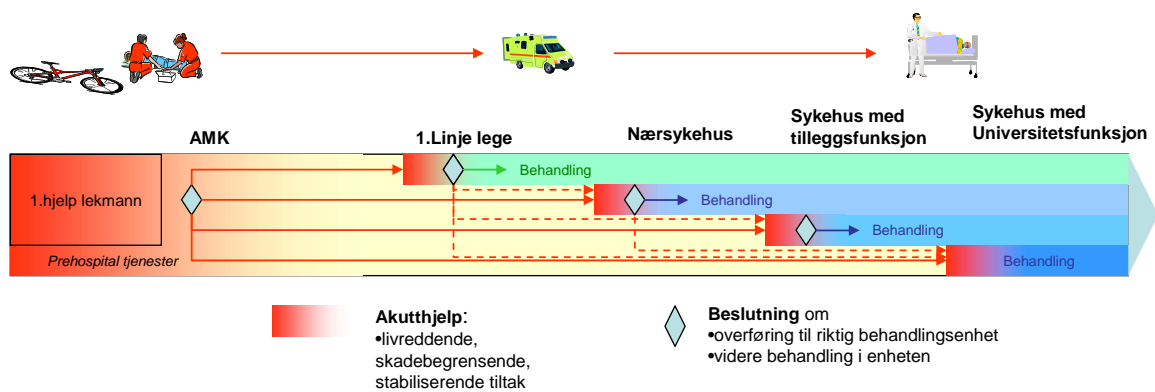 AMK
1.Linje lege
Nærsykehus
Sykehus med
tilleggsfunksjon
Sykehus med
Universitetsfunksjon
1.hjelp lekmann
Behandling
Behandling
Behandling
Behandling
Prehospital tjenester
Akutthjelp:
•livreddende,
skadebegrensende,
stabiliserende tiltak
Beslutning om
•overføring til riktig behandlingsenhet
•videre behandling i enheten